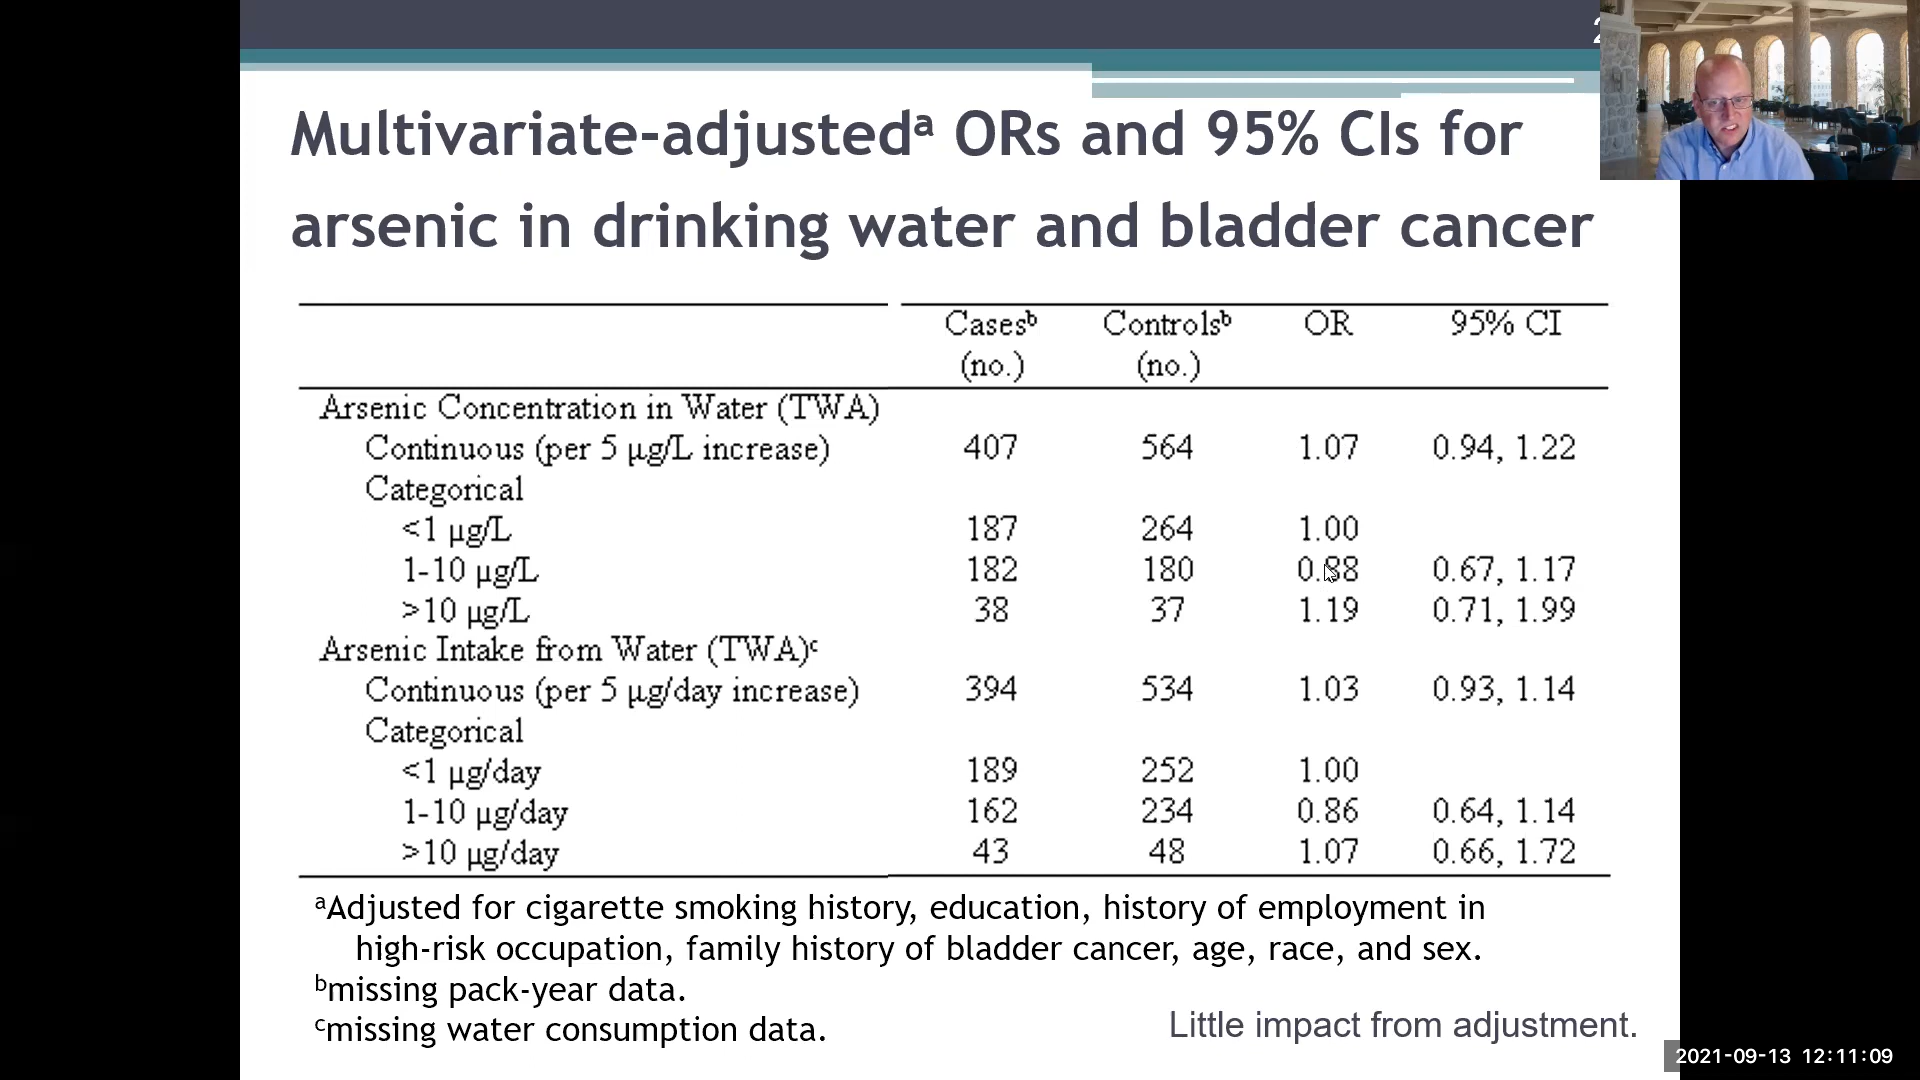 Multivariate-adjustedᵃ ORs and 95% CIs for
arsenic in drinking water and bladder cancer
Casesᵇ Controlsᵇ OR 95% CI
(no.) (no.)
Arsenic Concentration in Water (TWA)
Continuous (per 5 µg/L increase) 407 564 1.07 0.94, 1.22
Categorical
<1 µg/L 187 264 1.00
1-10 µg/L 182 180 0.88 0.67, 1.17
>10 µg/L 38 37 1.19 0.71, 1.99
Arsenic Intake from Water (TWA)ᶜ
Continuous (per 5 µg/day increase) 394 534 1.03 0.93, 1.14
Categorical
<1 µg/day 189 252 1.00
1-10 µg/day 162 234 0.86 0.64, 1.14
>10 µg/day 43 48 1.07 0.66, 1.72
ᵃAdjusted for cigarette smoking history, education, history of employment in
high-risk occupation, family history of bladder cancer, age, race, and sex.
ᵇmissing pack-year data.
ᶜmissing water consumption data.
Little impact from adjustment.
2021-09-13 12:11:09